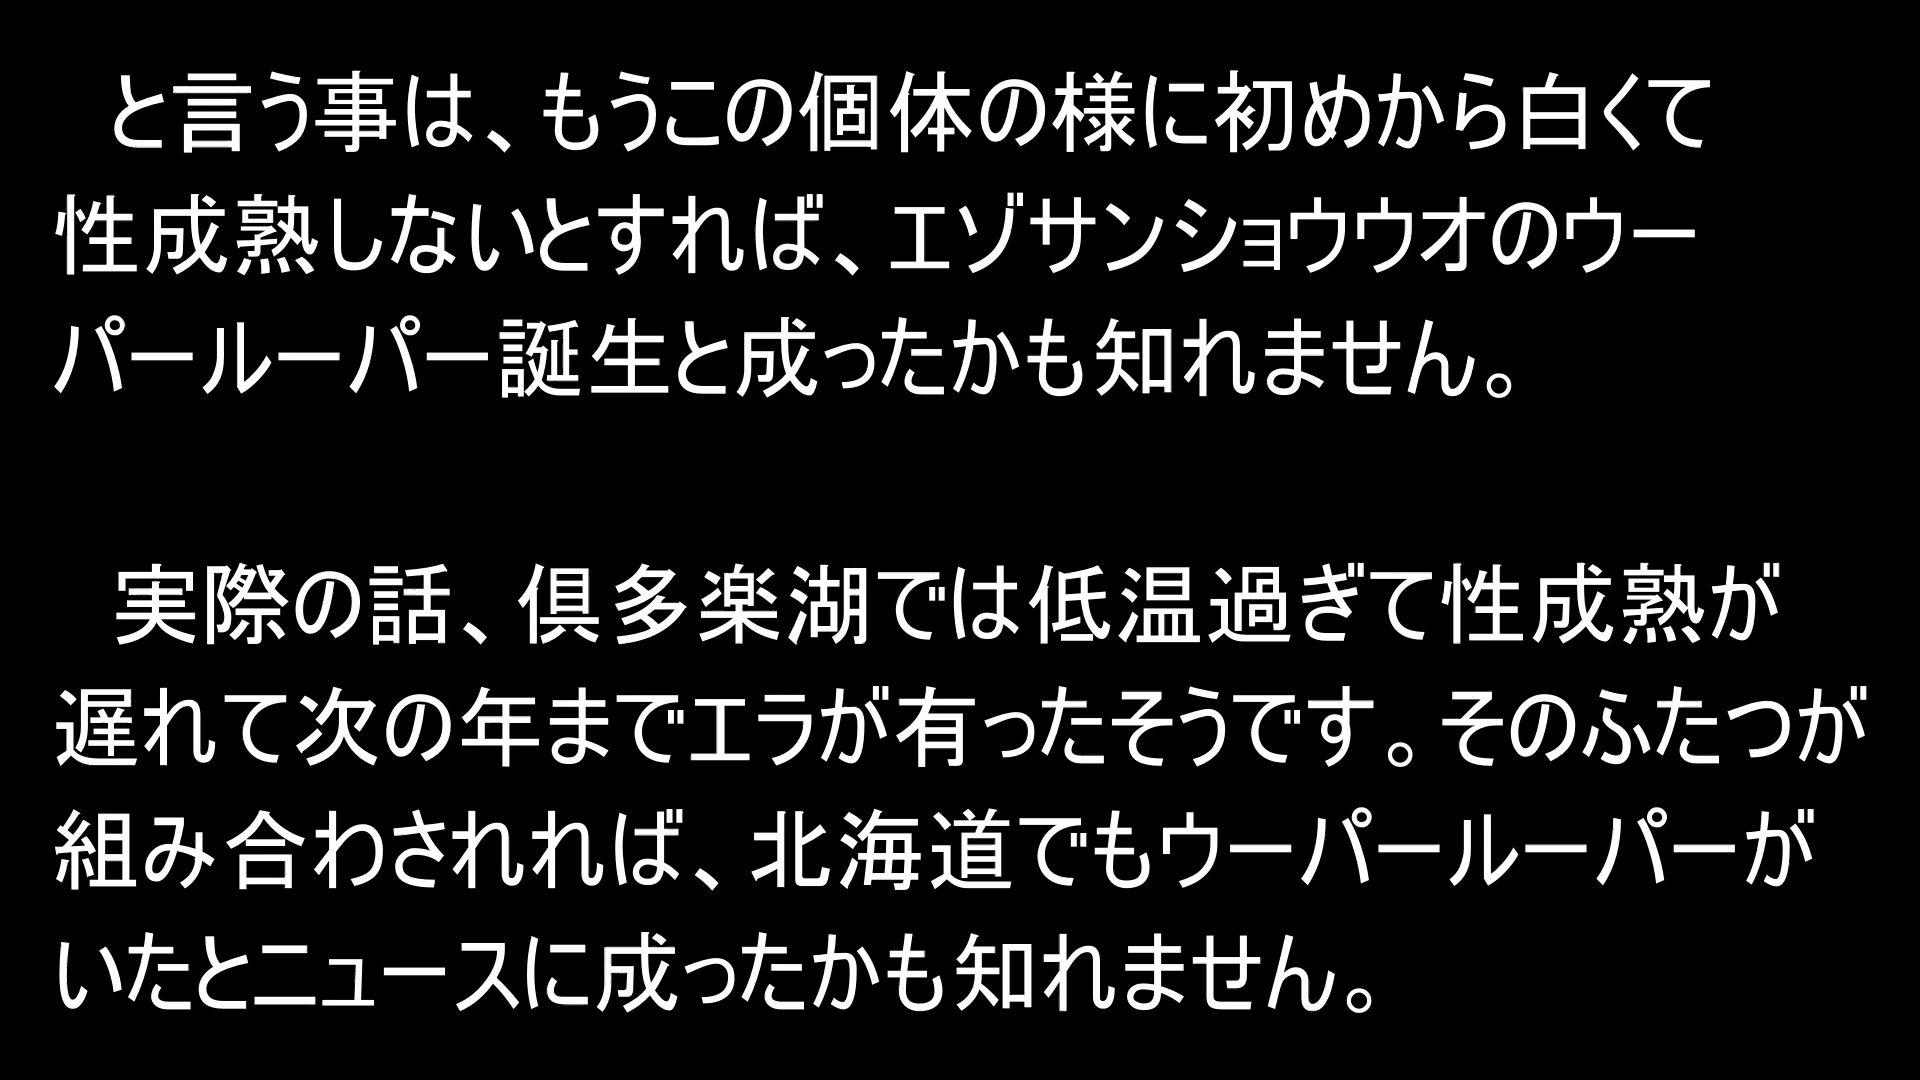 と言う事は、もうこの個体の様に初めから白くて
性成熟しないとすれば、エゾサンショウウオのウー
パールーパー誕生と成ったかも知れません。
実際の話、倶多楽湖では低温過ぎて性成熟が
遅れて次の年までエラが有ったそうです。そのふたつが
組み合わされれば、北海道でもウーパールーパーが
いたとニュースに成ったかも知れません。